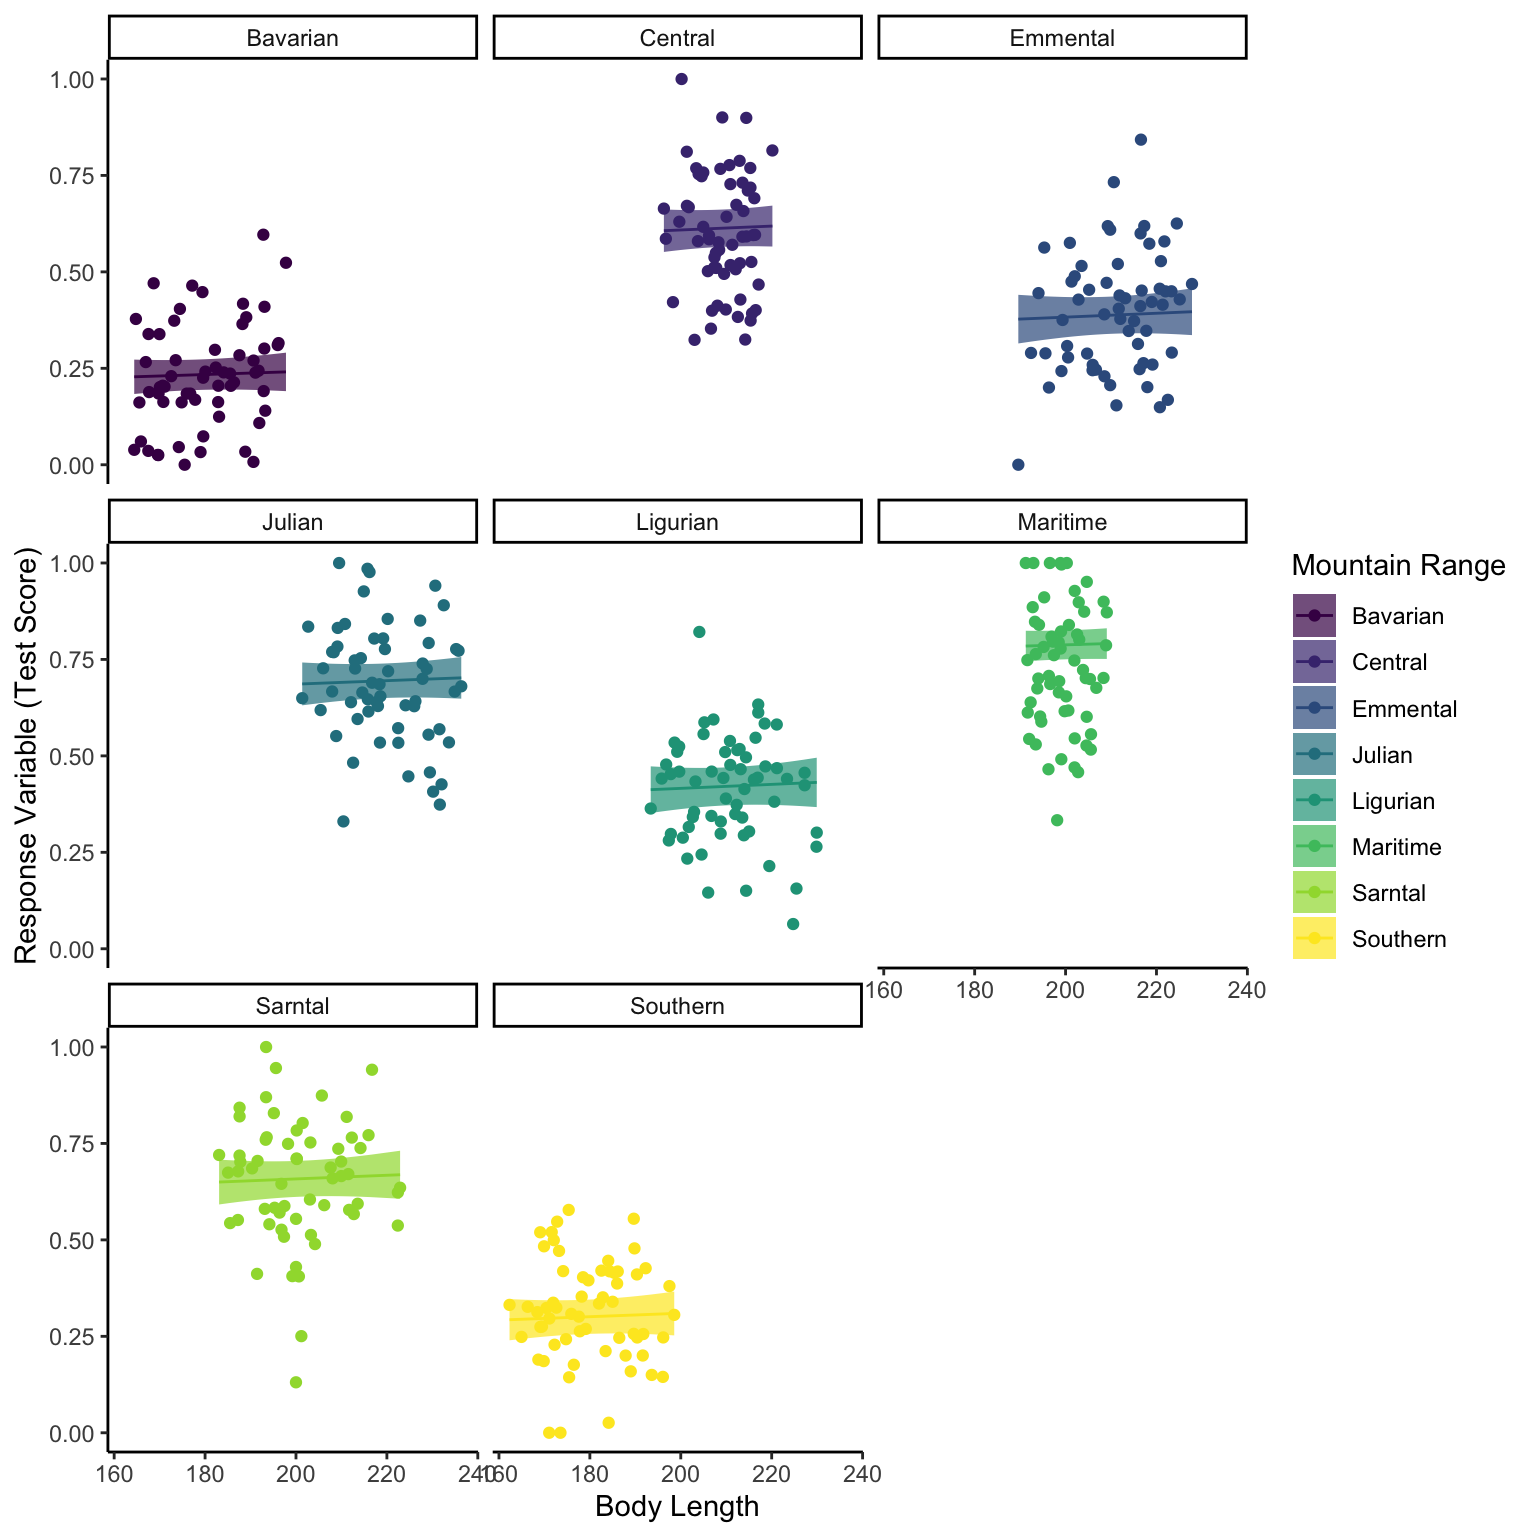 Bavarian Central Emmental
1.00
0.75
0.50
0.25
0.00
Julian Ligurian Maritime
1.00
0.75
0.50
0.25
0.00
160 180 200 220 240
Sarntal Southern
1.00
0.75
0.50
0.25
0.00
160 180 200 220 240
160 180 200 220 240
Body Length
Response Variable (Test Score)
Mountain Range
Bavarian
Central
Emmental
Julian
Ligurian
Maritime
Sarntal
Southern